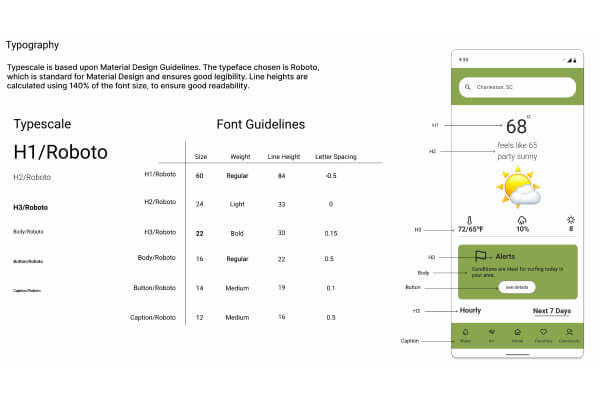 Typography
Typescale is based upon Material Design Guidelines. The typeface chosen is Roboto,
which is standard for Material Design and ensures good legibility. Line heights are
calculated using 140% of the font size, to ensure good readability.
Typescale
H1/Roboto
H2/Roboto
H3/Roboto
Body/Roboto
Button/Roboto
Caption/Roboto
Font Guidelines
Size Weight Line Height Letter Spacing
H1/Roboto 60 Regular 84 -0.5
H2/Roboto 24 Light 33 0
H3/Roboto 22 Bold 30 0.15
Body/Roboto 16 Regular 22 0.5
Button/Roboto 14 Medium 19 0.1
Caption/Roboto 12 Medium 16 0.5
9:30
Charleston, SC
H1 68°
H2 feels like 65
party sunny
H3 72/65°F 10% 8
H3 Alerts
Body Conditions are ideal for surfing today in
your area.
Button see details
H3 Hourly Next 7 Days
Caption